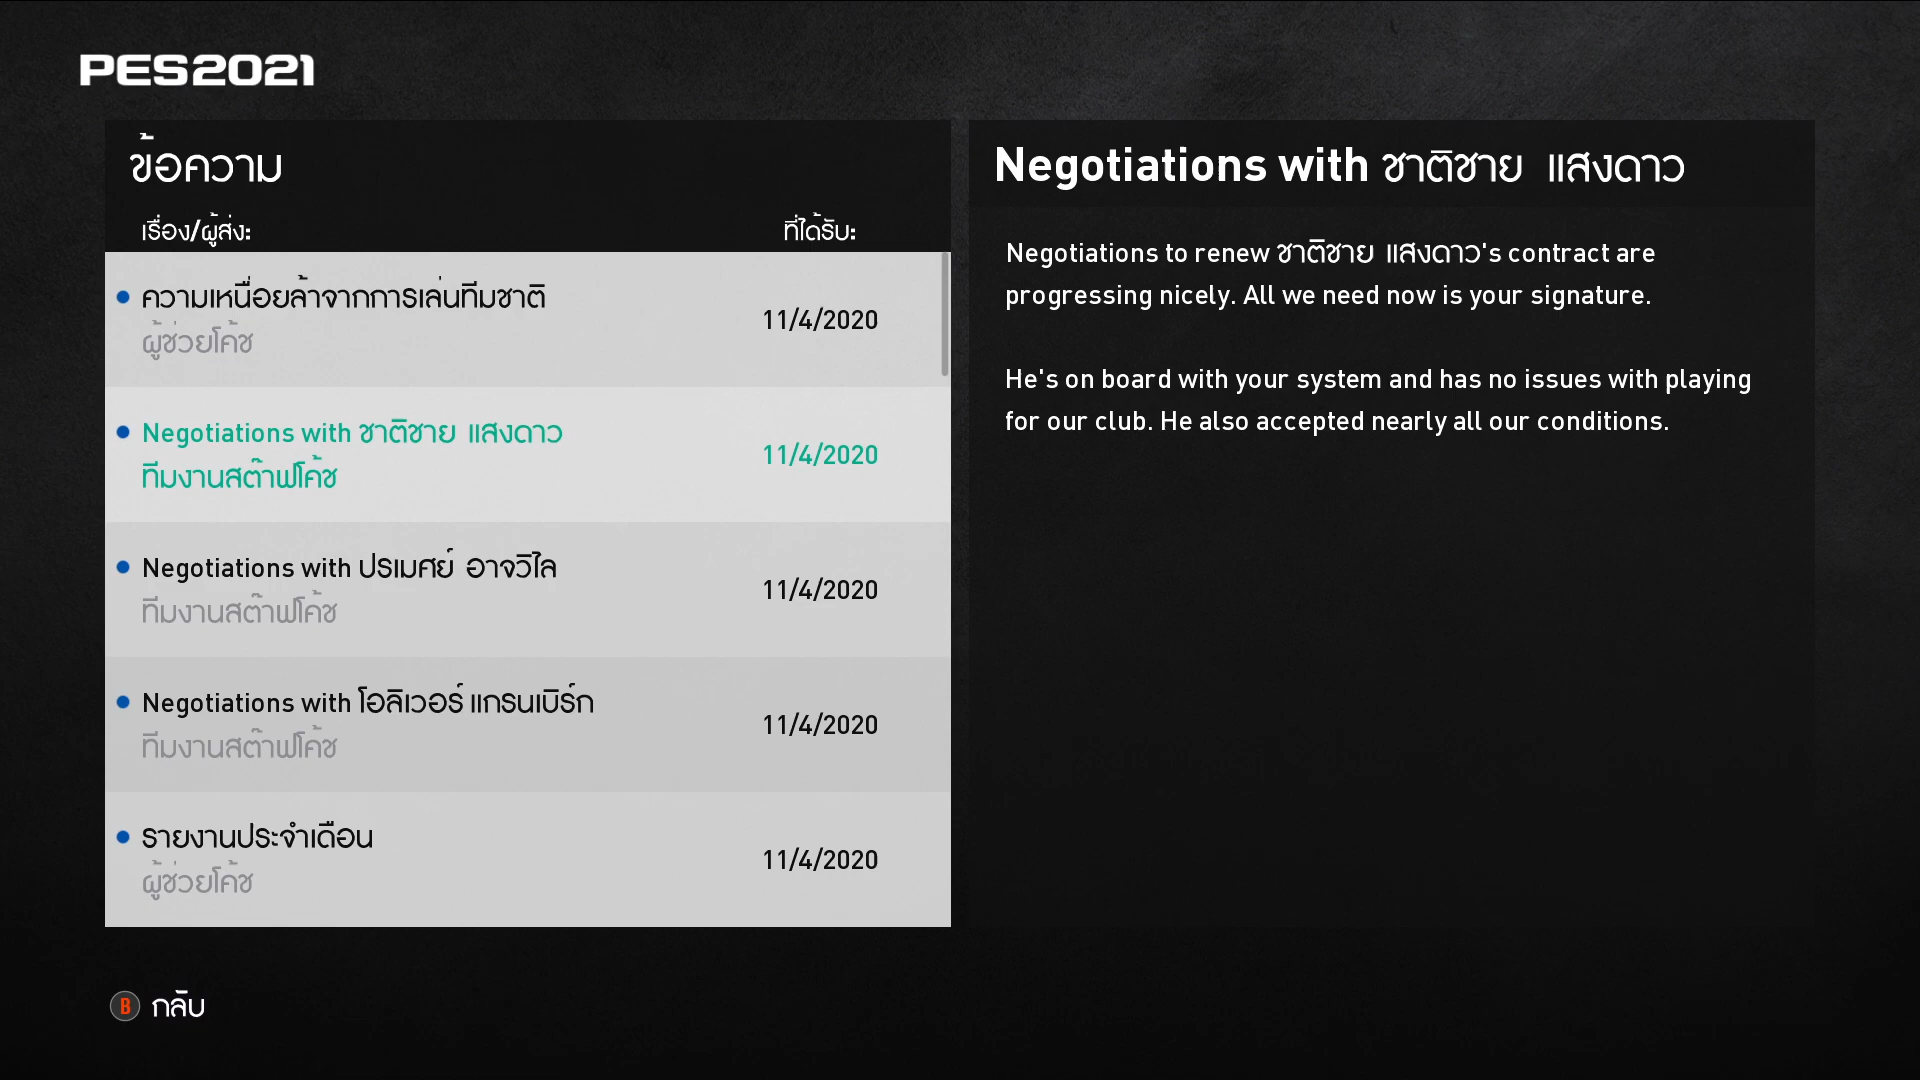 PES2021
ข้อความ
เรื่อง/ผู้ส่ง:
ที่ได้รับ:
ความเหนื่อยล้าจากการเล่นทีมชาติ
ผู้ช่วยโค้ช
11/4/2020
Negotiations with ชาติชาย แสงดาว
ทีมงานสต๊าฟโค้ช
11/4/2020
Negotiations with ปรเมศย์ อาจวิไล
ทีมงานสต๊าฟโค้ช
11/4/2020
Negotiations with โอลิเวอร์ แกรนเบิร์ก
ทีมงานสต๊าฟโค้ช
11/4/2020
รายงานประจำเดือน
ผู้ช่วยโค้ช
11/4/2020
Negotiations with ชาติชาย แสงดาว
Negotiations to renew ชาติชาย แสงดาว's contract are
progressing nicely. All we need now is your signature.
He's on board with your system and has no issues with playing
for our club. He also accepted nearly all our conditions.
B กลับ